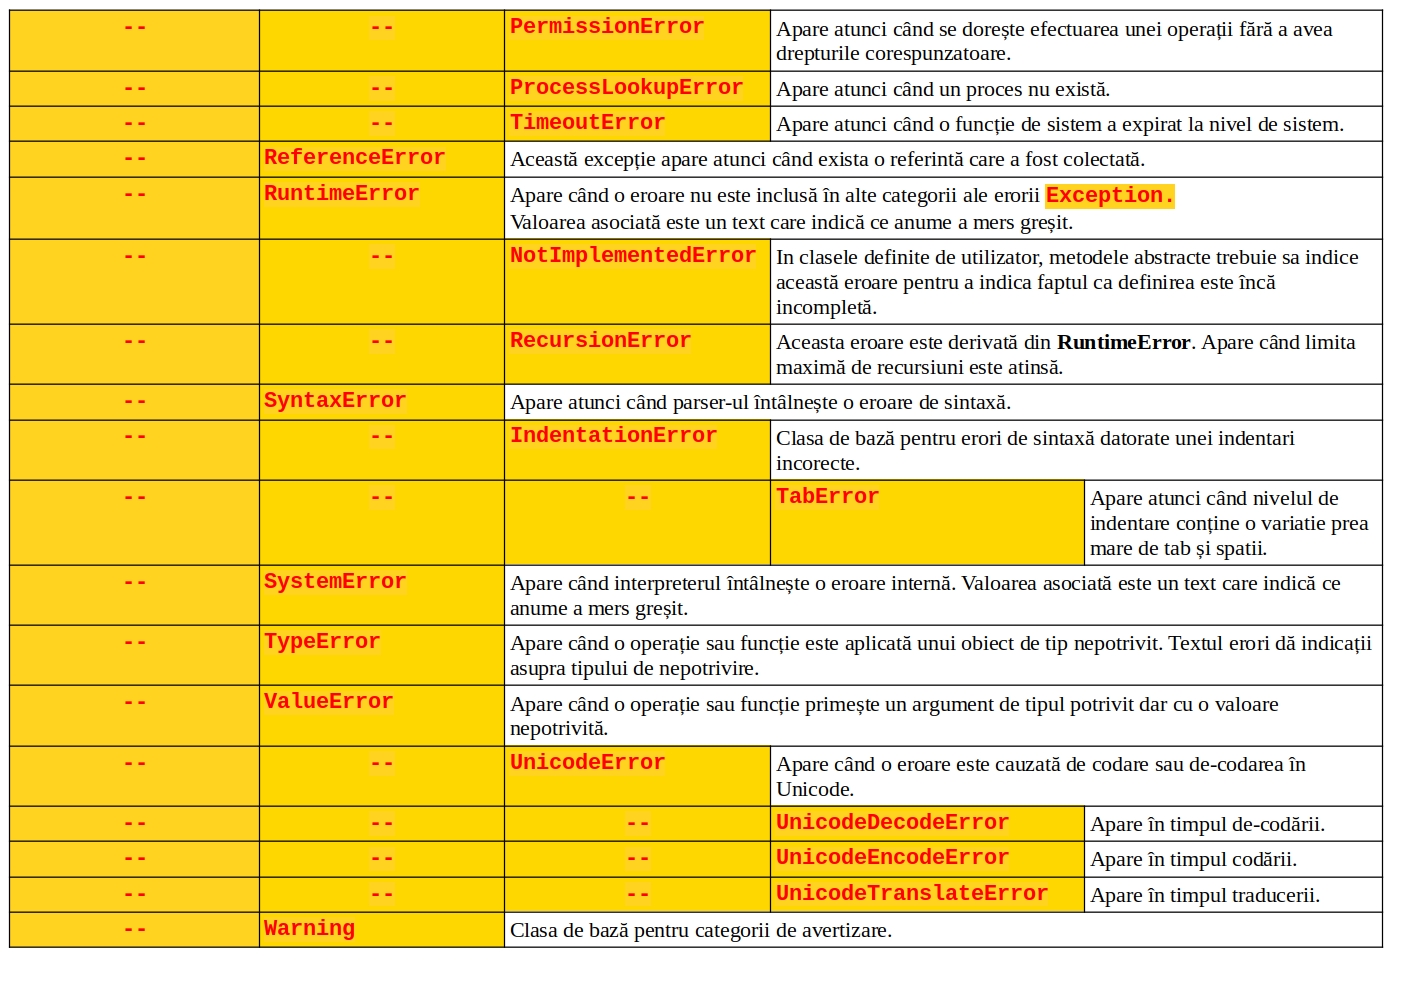 -- -- PermissionError Apare atunci când se dorește efectuarea unei operații fără a avea
drepturile corespunzatoare.
-- -- ProcessLookupError Apare atunci când un proces nu există.
-- -- TimeoutError Apare atunci când o funcție de sistem a expirat la nivel de sistem.
-- ReferenceError Această excepție apare atunci când exista o referintă care a fost colectată.
-- RuntimeError Apare când o eroare nu este inclusă în alte categorii ale erorii Exception.
Valoarea asociată este un text care indică ce anume a mers greșit.
-- -- NotImplementedError In clasele definite de utilizator, metodele abstracte trebuie sa indice
această eroare pentru a indica faptul ca definirea este încă
incompletă.
-- -- RecursionError Aceasta eroare este derivată din RuntimeError. Apare când limita
maximă de recursiuni este atinsă.
-- SyntaxError Apare atunci când parser-ul întâlnește o eroare de sintaxă.
-- -- IndentationError Clasa de bază pentru erori de sintaxă datorate unei indentari
incorecte.
-- -- -- TabError Apare atunci când nivelul de
indentare conține o variatie prea
mare de tab și spatii.
-- SystemError Apare când interpreterul întâlnește o eroare internă. Valoarea asociată este un text care indică ce
anume a mers greșit.
-- TypeError Apare când o operație sau funcție este aplicată unui obiect de tip nepotrivit. Textul erori dă indicații
asupra tipului de nepotrivire.
-- ValueError Apare când o operație sau funcție primește un argument de tipul potrivit dar cu o valoare
nepotrivită.
-- -- UnicodeError Apare când o eroare este cauzată de codare sau de-codarea în
Unicode.
-- -- -- UnicodeDecodeError Apare în timpul de-codării.
-- -- -- UnicodeEncodeError Apare în timpul codării.
-- -- -- UnicodeTranslateError Apare în timpul traducerii.
-- Warning Clasa de bază pentru categorii de avertizare.